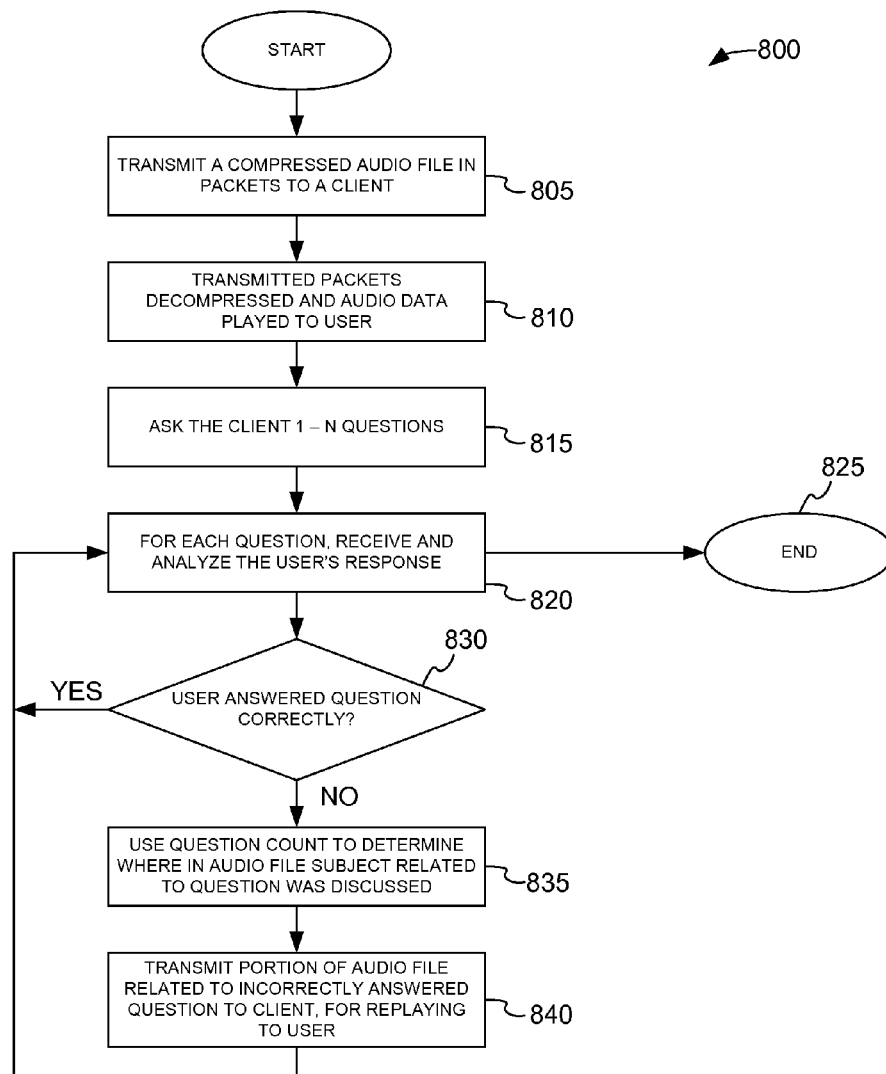 START
800
TRANSMIT A COMPRESSED AUDIO FILE IN
PACKETS TO A CLIENT
805
TRANSMITTED PACKETS
DECOMPRESSED AND AUDIO DATA
PLAYED TO USER
810
ASK THE CLIENT 1 – N QUESTIONS
815
825
FOR EACH QUESTION, RECEIVE AND
ANALYZE THE USER'S RESPONSE
END
820
830
YES
USER ANSWERED QUESTION
CORRECTLY?
NO
USE QUESTION COUNT TO DETERMINE
WHERE IN AUDIO FILE SUBJECT RELATED
TO QUESTION WAS DISCUSSED
835
TRANSMIT PORTION OF AUDIO FILE
RELATED TO INCORRECTLY ANSWERED
QUESTION TO CLIENT, FOR REPLAYING
TO USER
840